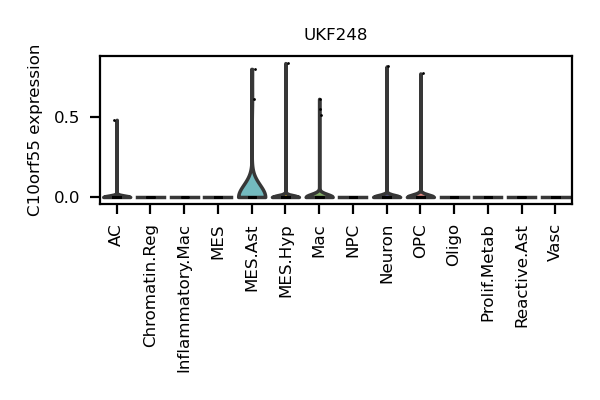 UKF248
C10orf55 expression
0.5
0.0
AC
Chromatin.Reg
Inflammatory.Mac
MES
MES.Ast
MES.Hyp
Mac
NPC
Neuron
OPC
Oligo
Prolif.Metab
Reactive.Ast
Vasc